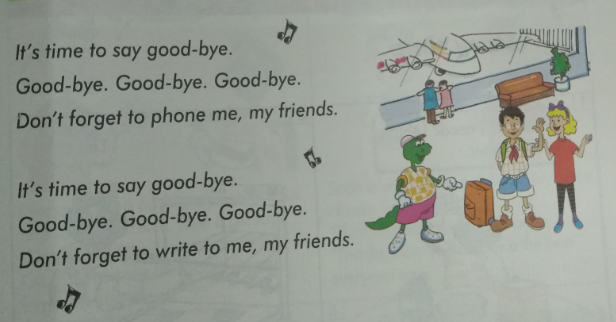 It's time to say good-bye.
Good-bye. Good-bye. Good-bye.
Don't forget to phone me, my friends.
It's time to say good-bye.
Good-bye. Good-bye. Good-bye.
Don't forget to write to me, my friends.